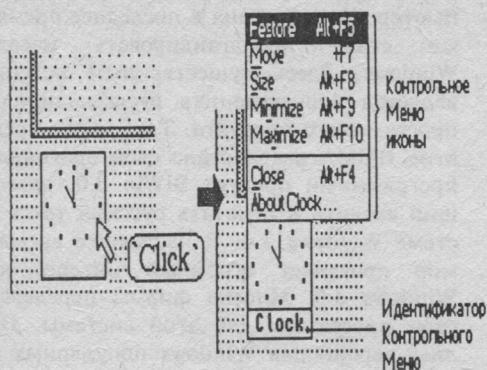 Festore Alt+F5
Move +F7
Size Alt+F8
Minimize Alt+F9
Maximize Alt+F10
Close Alt+F4
About Clock...
Контрольное
Меню
иконы
Click
Clock
Идентификатор
Контрольного
Меню